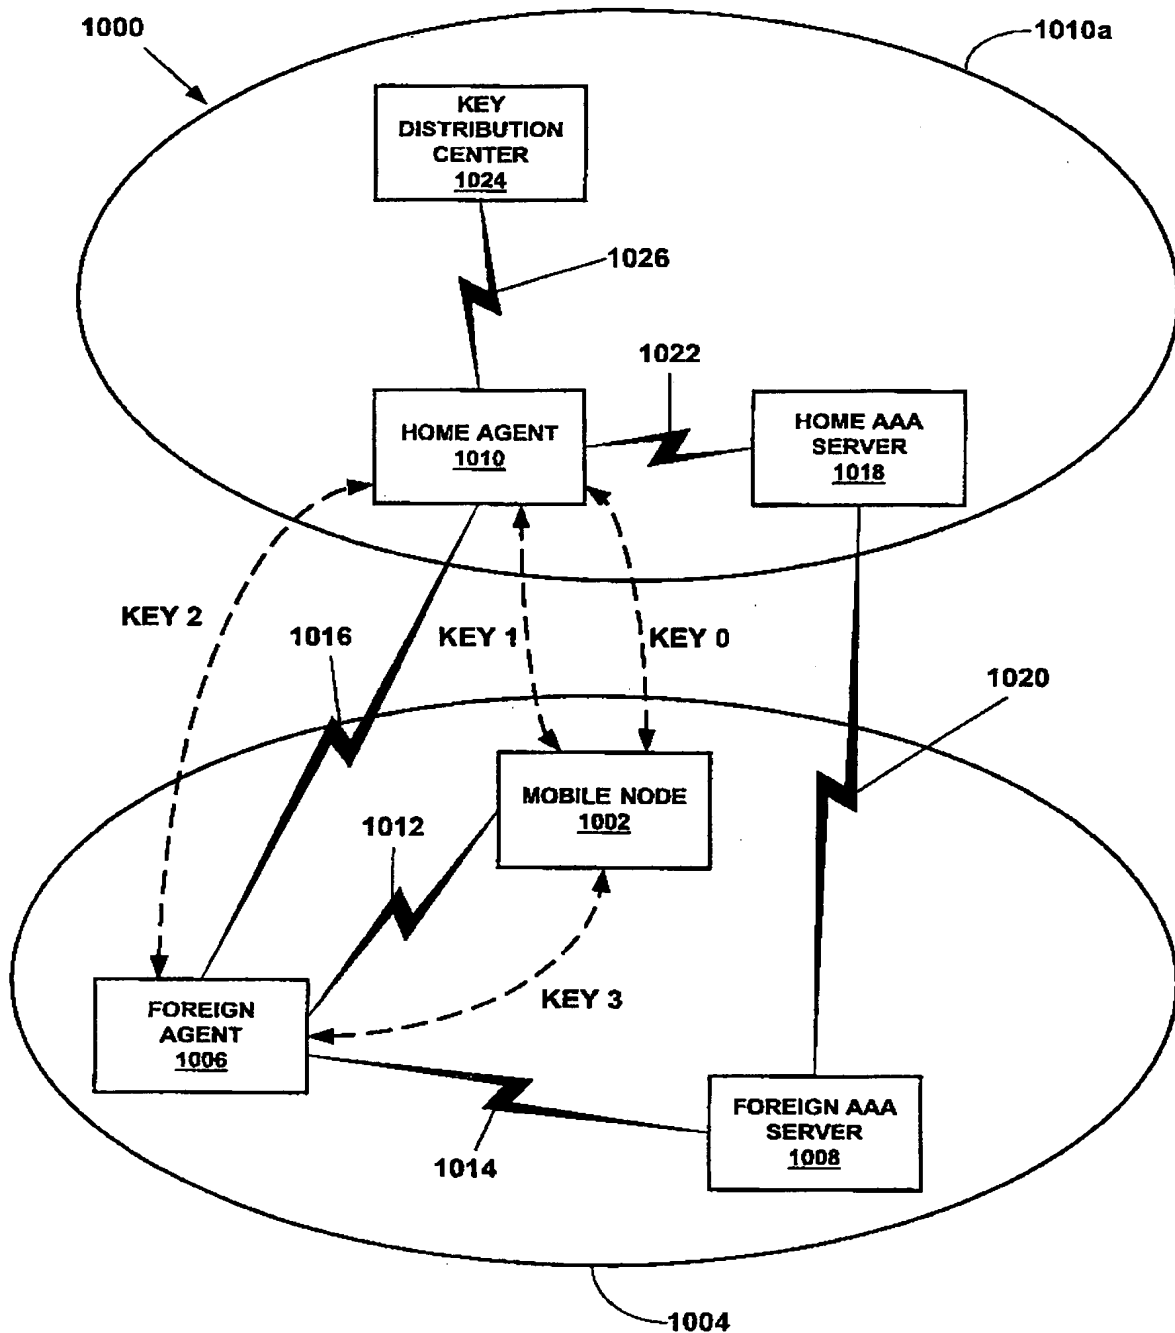 1000
1010a
KEY
DISTRIBUTION
CENTER
1024
1026
1022
HOME AGENT
1010
HOME AAA
SERVER
1018
KEY 2
1016
KEY 1
KEY 0
1020
MOBILE NODE
1002
1012
KEY 3
FOREIGN
AGENT
1006
FOREIGN AAA
SERVER
1008
1014
1004